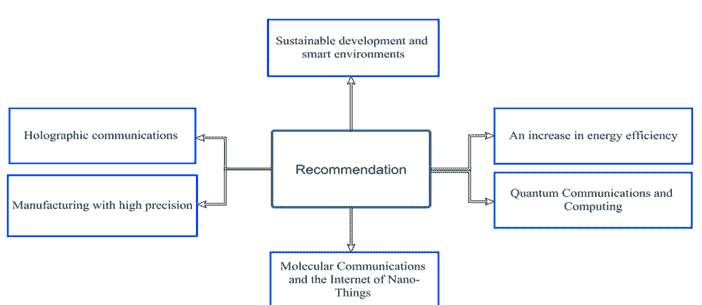 Sustainable development and
smart environments
Holographic communications
An increase in energy efficiency
Recommendation
Manufacturing with high precision
Quantum Communications and
Computing
Molecular Communications
and the Internet of Nano-
Things